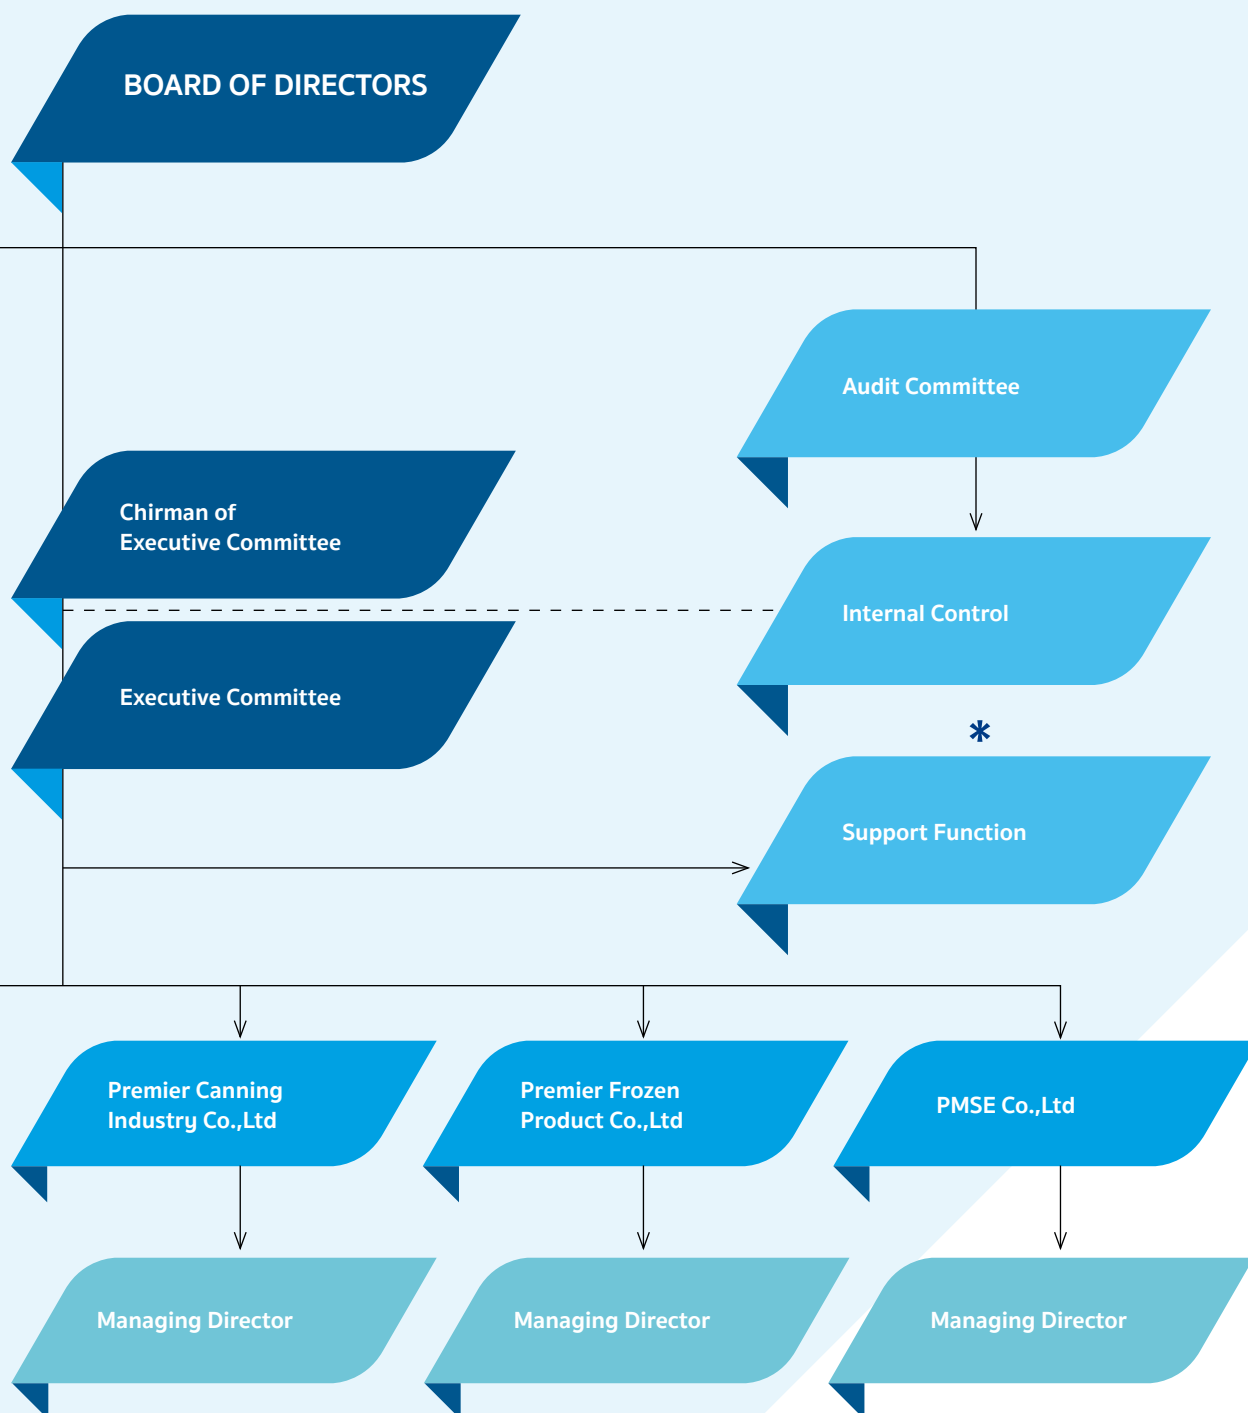 BOARD OF DIRECTORS
Audit Committee
Chirman of
Executive Committee
Internal Control
Executive Committee
*
Support Function
Premier Canning
Industry Co.,Ltd
Premier Frozen
Product Co.,Ltd
PMSE Co.,Ltd
Managing Director
Managing Director
Managing Director